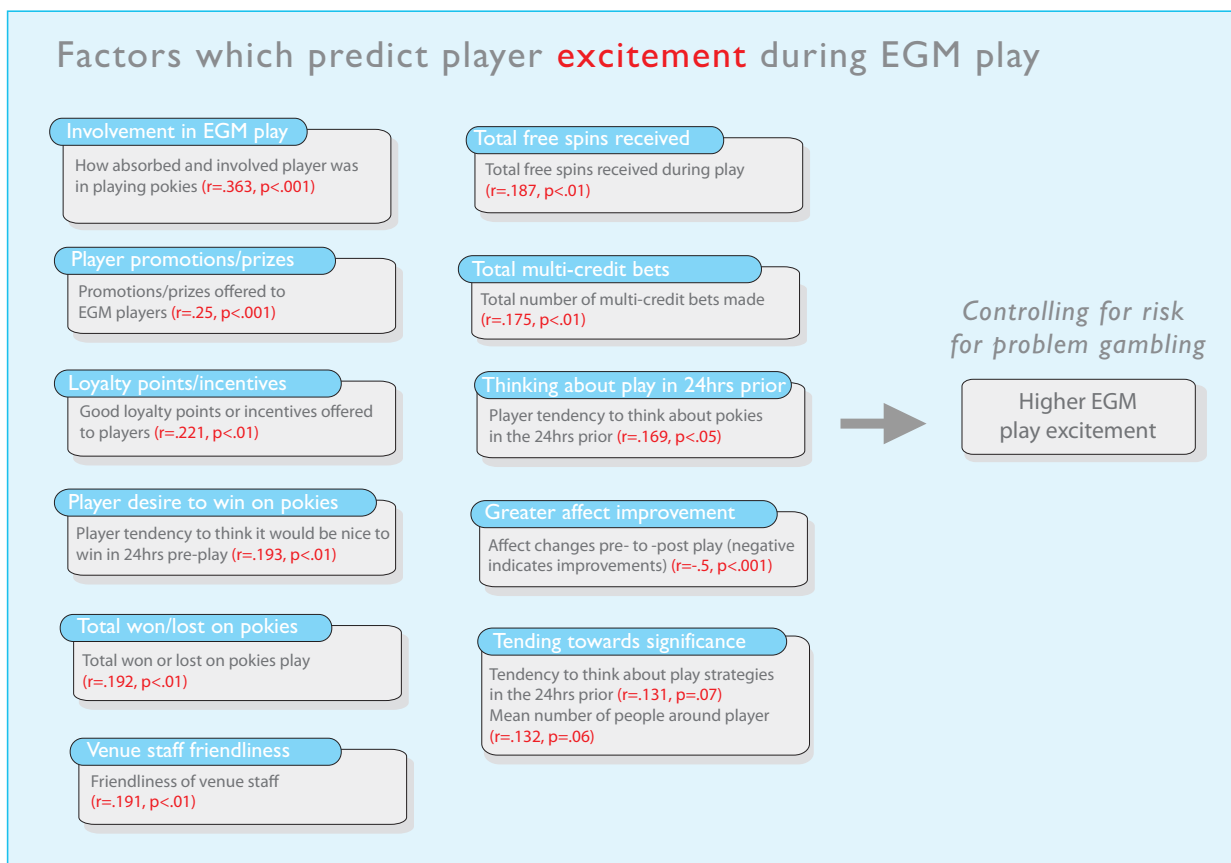 Factors which predict player excitement during EGM play
Involvement in EGM play
How absorbed and involved player was
in playing pokies (r=.363, p<.001)
Player promotions/prizes
Promotions/prizes offered to
EGM players (r=.25, p<.001)
Loyalty points/incentives
Good loyalty points or incentives offered
to players (r=.221, p<.01)
Player desire to win on pokies
Player tendency to think it would be nice to
win in 24hrs pre-play (r=.193, p<.01)
Total won/lost on pokies
Total won or lost on pokies play
(r=.192, p<.01)
Venue staff friendliness
Friendliness of venue staff
(r=.191, p<.01)
Total free spins received
Total free spins received during play
(r=.187, p<.01)
Total multi-credit bets
Total number of multi-credit bets made
(r=.175, p<.01)
Thinking about play in 24hrs prior
Player tendency to think about pokies
in the 24hrs prior (r=.169, p<.05)
Greater affect improvement
Affect changes pre- to -post play (negative
indicates improvements) (r=-.5, p<.001)
Tending towards significance
Tendency to think about play strategies
in the 24hrs prior (r=.131, p=.07)
Mean number of people around player
(r=.132, p=.06)
Controlling for risk
for problem gambling
Higher EGM
play excitement